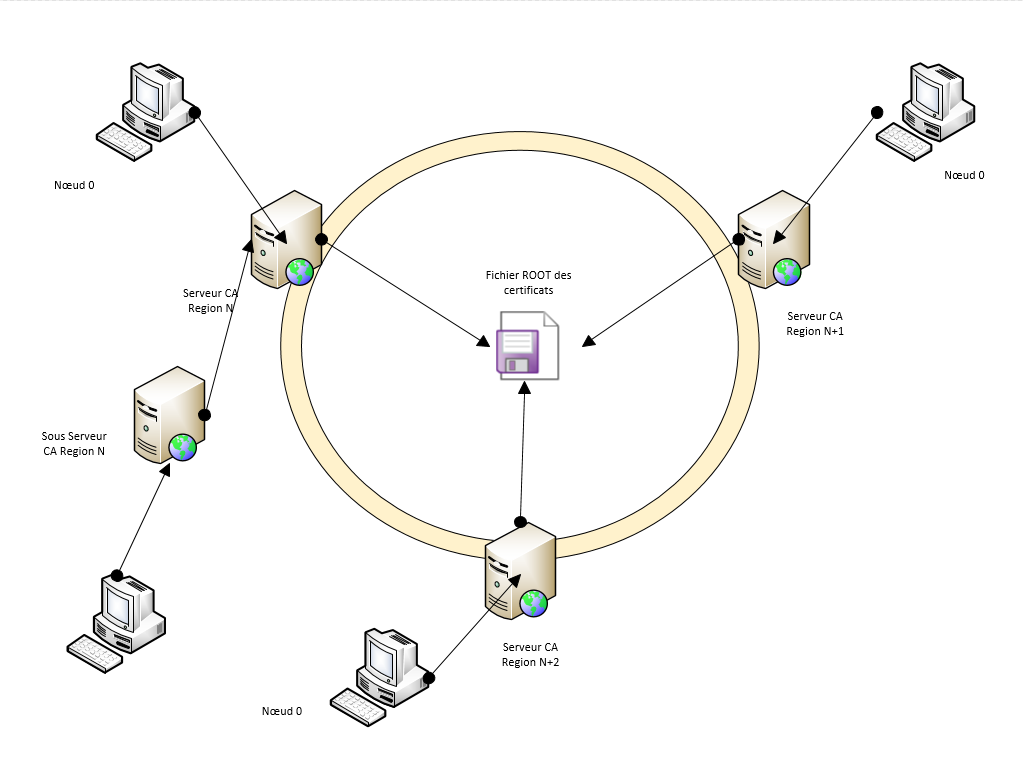 Nœud 0
Nœud 0
Fichier ROOT des
certificats
Serveur CA
Region N
Serveur CA
Region N+1
Sous Serveur
CA Region N
Serveur CA
Region N+2
Nœud 0